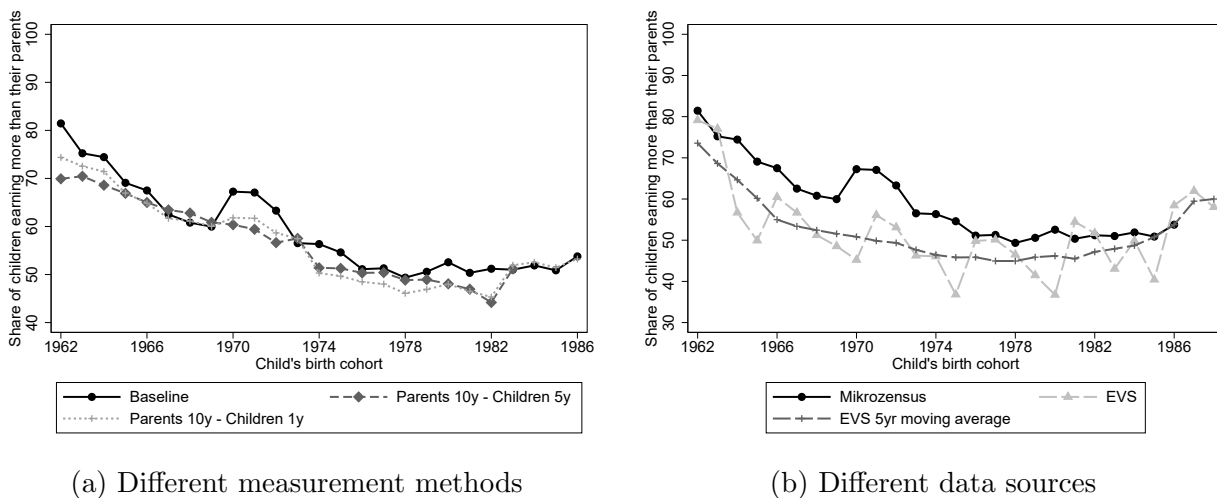 Share of children earning more than their parents
100
90
80
70
60
50
40
1962 1966 1970 1974 1978 1982 1986
Child's birth cohort
Baseline Parents 10y - Children 5y
Parents 10y - Children 1y
(a) Different measurement methods
Share of children earning more than their parents
100
90
80
70
60
50
40
30
1962 1966 1970 1974 1978 1982 1986
Child's birth cohort
Mikrozensus EVS
EVS 5yr moving average
(b) Different data sources